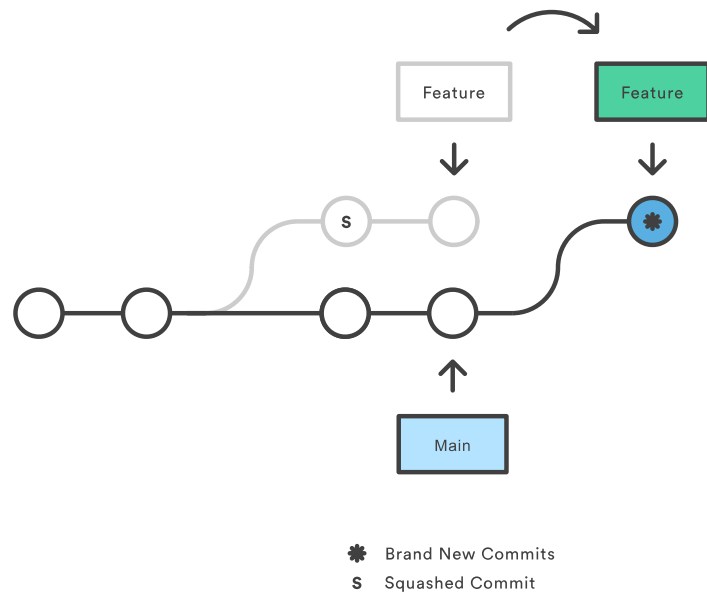 Feature
Feature
S
Main
Brand New Commits
S Squashed Commit